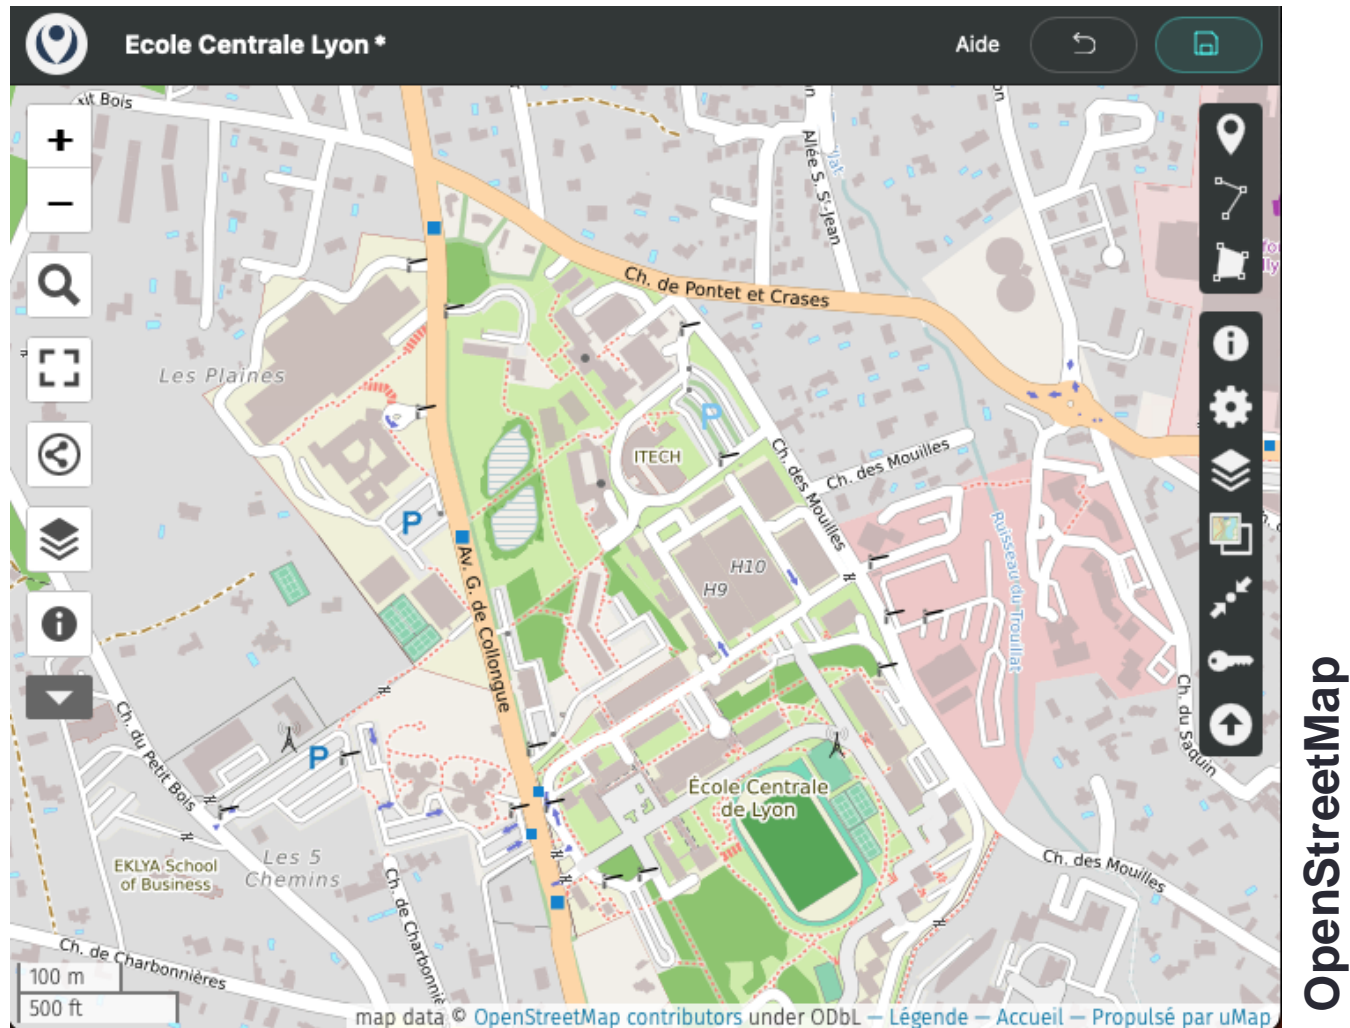 Ecole Centrale Lyon *
Aide
it Bois
+
−
Allée S. St-Jean
Ch. de Pontet et Crases
Les Plaines
P
ITECH
Ch. des Mouilles
Ch. des Mouilles
P
H10
H9
Av. G. de Collongue
Ruisseau du Trouillat
Ch. du Saquin
Ch. du Petit Bois
P
École Centrale
de Lyon
EKLYA School
of Business
Les 5
Chemins
Ch. de Charbonniè
Ch. des Mouilles
Ch. de Charbonnières
100 m
500 ft
map data © OpenStreetMap contributors under ODbL — Légende — Accueil — Propulsé par uMap
OpenStreetMap